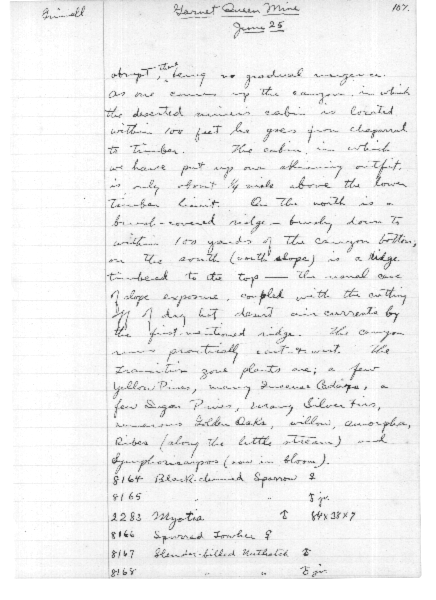 Grinnell Garnet Queen Mine 107.
June 25
abrupt, there being no gradual mergence.
As one comes up the canyon in which
the deserted miner's cabin is located
within 100 feet he goes from chaparral
to timber. The cabin, in which
we have put up our skinning outfit,
is only about ¼ mile above the lower
timber limit. On the north is a
brush-covered ridge – brushy down to
within 100 yards of the canyon bottom,
on the south (north slope) is a ridge
timbered to the top — the usual case
of slope exposure, coupled with the cutting
off of dry hot desert air currents by
the first-mentioned ridge. The canyon
runs practically east & west. The
Transition zone plants are; a few
Yellow Pines, many Incense Cedars, a
few Sugar Pines, many Silver Firs,
numerous Golden Oaks, willow, amorpha,
Ribes (along the little stream) and
Symphoricarpos (now in bloom).
8164 Black-chinned Sparrow ♀
8165 " " ♂ jv.
2283 Myotis ♂ 84x38x7
8166 Spurred Towhee ♀
8167 Slender-billed Nuthatch ♂
8168 " " ♂ jv.